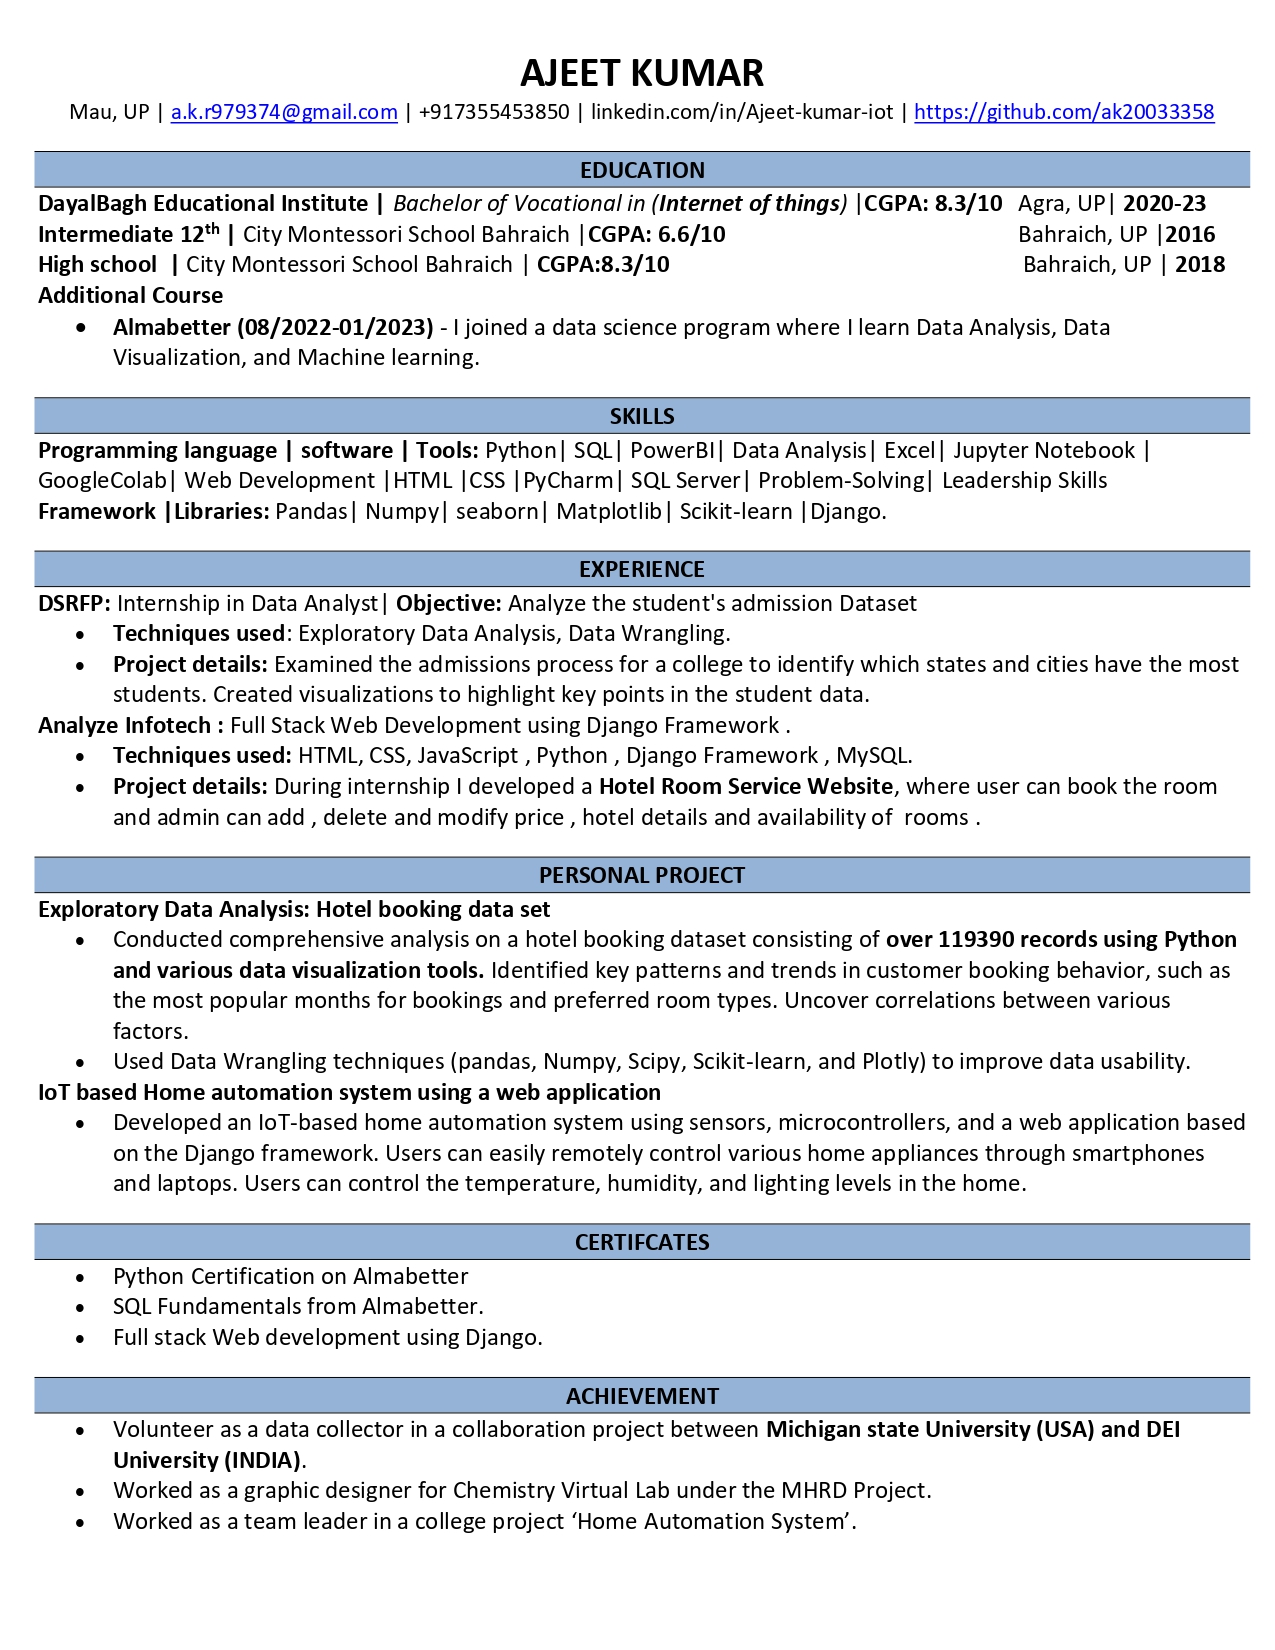 AJEET KUMAR
Mau, UP | a.k.r979374@gmail.com | +917355453850 | linkedin.com/in/Ajeet-kumar-iot | https://github.com/ak20033358
EDUCATION
DayalBagh Educational Institute | Bachelor of Vocational in (Internet of things) |CGPA: 8.3/10 Agra, UP| 2020-23
Intermediate 12th | City Montessori School Bahraich |CGPA: 6.6/10 Bahraich, UP |2016
High school | City Montessori School Bahraich | CGPA:8.3/10 Bahraich, UP | 2018
Additional Course
• Almabetter (08/2022-01/2023) - I joined a data science program where I learn Data Analysis, Data
Visualization, and Machine learning.
SKILLS
Programming language | software | Tools: Python| SQL| PowerBI| Data Analysis| Excel| Jupyter Notebook |
GoogleColab| Web Development |HTML |CSS |PyCharm| SQL Server| Problem-Solving| Leadership Skills
Framework |Libraries: Pandas| Numpy| seaborn| Matplotlib| Scikit-learn |Django.
EXPERIENCE
DSRFP: Internship in Data Analyst| Objective: Analyze the student's admission Dataset
• Techniques used: Exploratory Data Analysis, Data Wrangling.
• Project details: Examined the admissions process for a college to identify which states and cities have the most
students. Created visualizations to highlight key points in the student data.
Analyze Infotech : Full Stack Web Development using Django Framework .
• Techniques used: HTML, CSS, JavaScript , Python , Django Framework , MySQL.
• Project details: During internship I developed a Hotel Room Service Website, where user can book the room
and admin can add , delete and modify price , hotel details and availability of rooms .
PERSONAL PROJECT
Exploratory Data Analysis: Hotel booking data set
• Conducted comprehensive analysis on a hotel booking dataset consisting of over 119390 records using Python
and various data visualization tools. Identified key patterns and trends in customer booking behavior, such as
the most popular months for bookings and preferred room types. Uncover correlations between various
factors.
• Used Data Wrangling techniques (pandas, Numpy, Scipy, Scikit-learn, and Plotly) to improve data usability.
IoT based Home automation system using a web application
• Developed an IoT-based home automation system using sensors, microcontrollers, and a web application based
on the Django framework. Users can easily remotely control various home appliances through smartphones
and laptops. Users can control the temperature, humidity, and lighting levels in the home.
CERTIFCATES
• Python Certification on Almabetter
• SQL Fundamentals from Almabetter.
• Full stack Web development using Django.
ACHIEVEMENT
• Volunteer as a data collector in a collaboration project between Michigan state University (USA) and DEI
University (INDIA).
• Worked as a graphic designer for Chemistry Virtual Lab under the MHRD Project.
• Worked as a team leader in a college project ‘Home Automation System’.